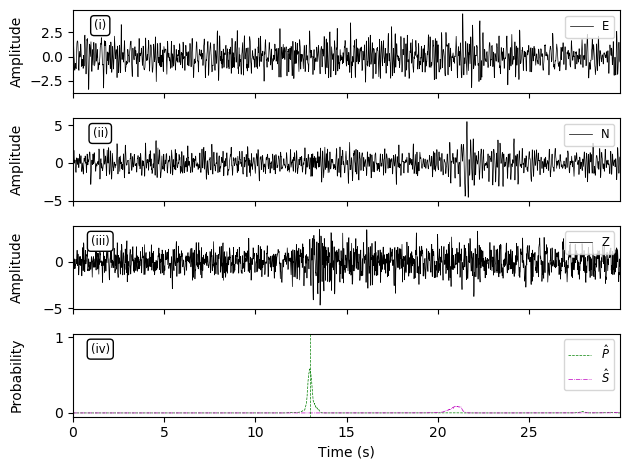 (i)
E
Amplitude
2.5
0.0
−2.5
(ii)
N
Amplitude
5
0
−5
(iii)
Z
Amplitude
0
−5
(iv)
P̂
Ŝ
Probability
1
0
0 5 10 15 20 25
Time (s)